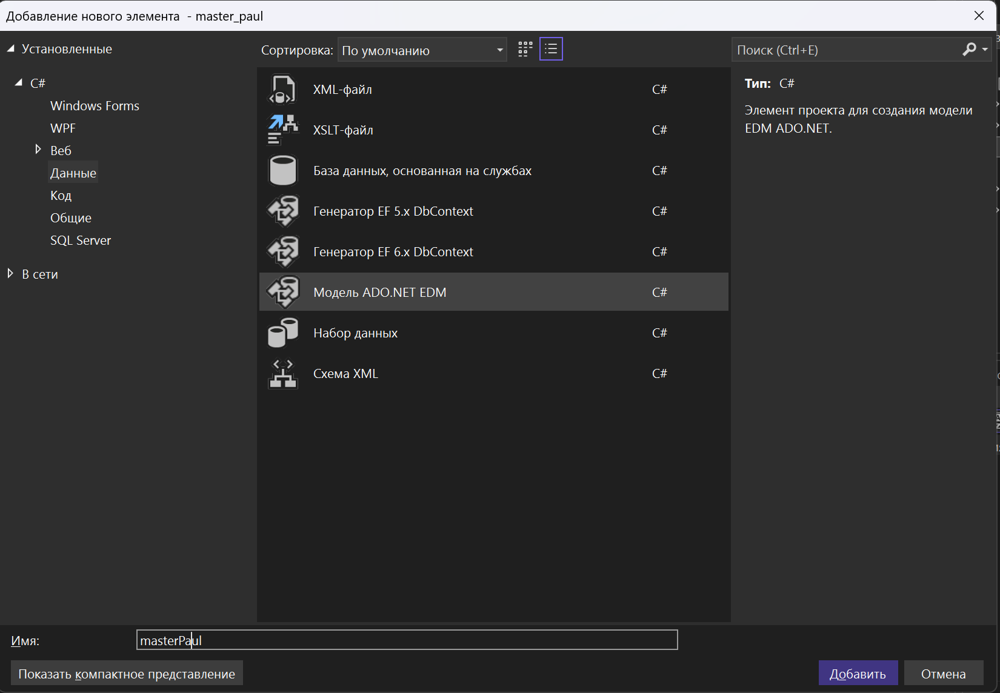 Добавление нового элемента - master_paul
Установленные
C#
Windows Forms
WPF
Веб
Данные
Код
Общие
SQL Server
В сети
Сортировка: По умолчанию
XML-файл C#
XSLT-файл C#
База данных, основанная на службах C#
Генератор EF 5.x DbContext C#
Генератор EF 6.x DbContext C#
Модель ADO.NET EDM C#
Набор данных C#
Схема XML C#
Поиск (Ctrl+E)
Тип: C#
Элемент проекта для создания модели
EDM ADO.NET.
Имя: masterPaul
Показать компактное представление
Добавить
Отмена